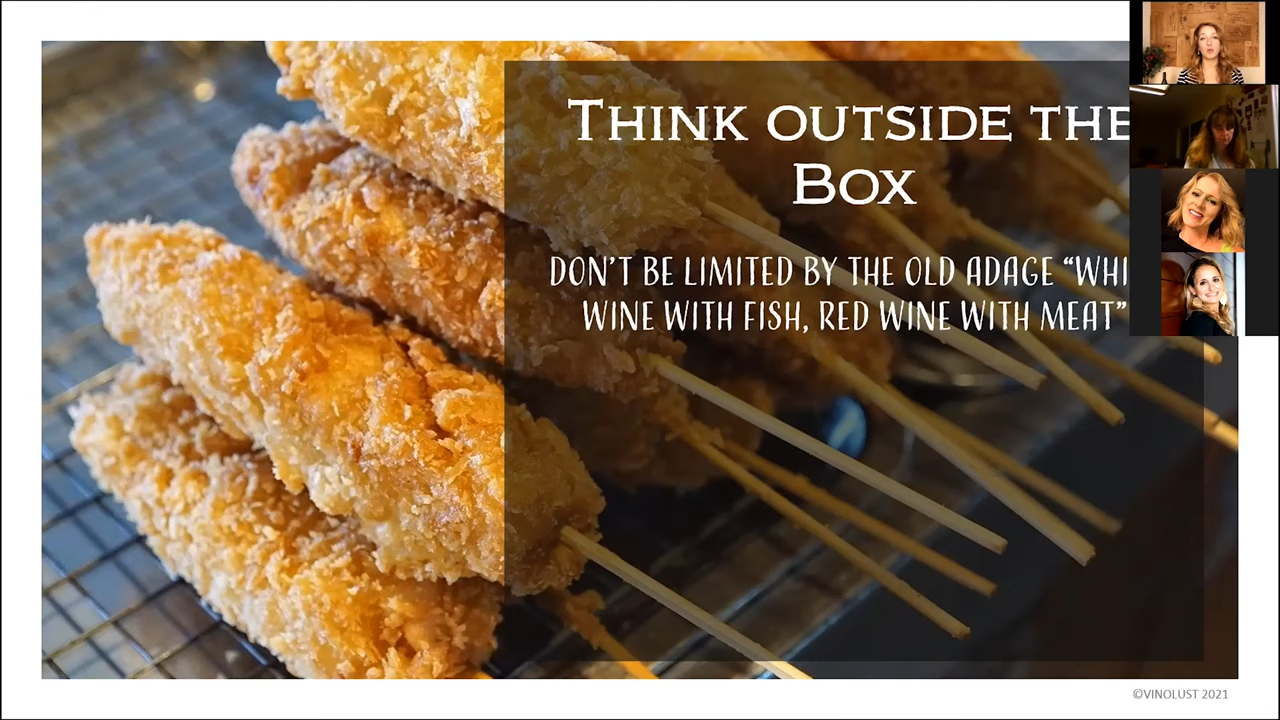 THINK OUTSIDE THE
BOX
DON'T BE LIMITED BY THE OLD ADAGE “WHI
WINE WITH FISH, RED WINE WITH MEAT”
©VINOLUST 2021